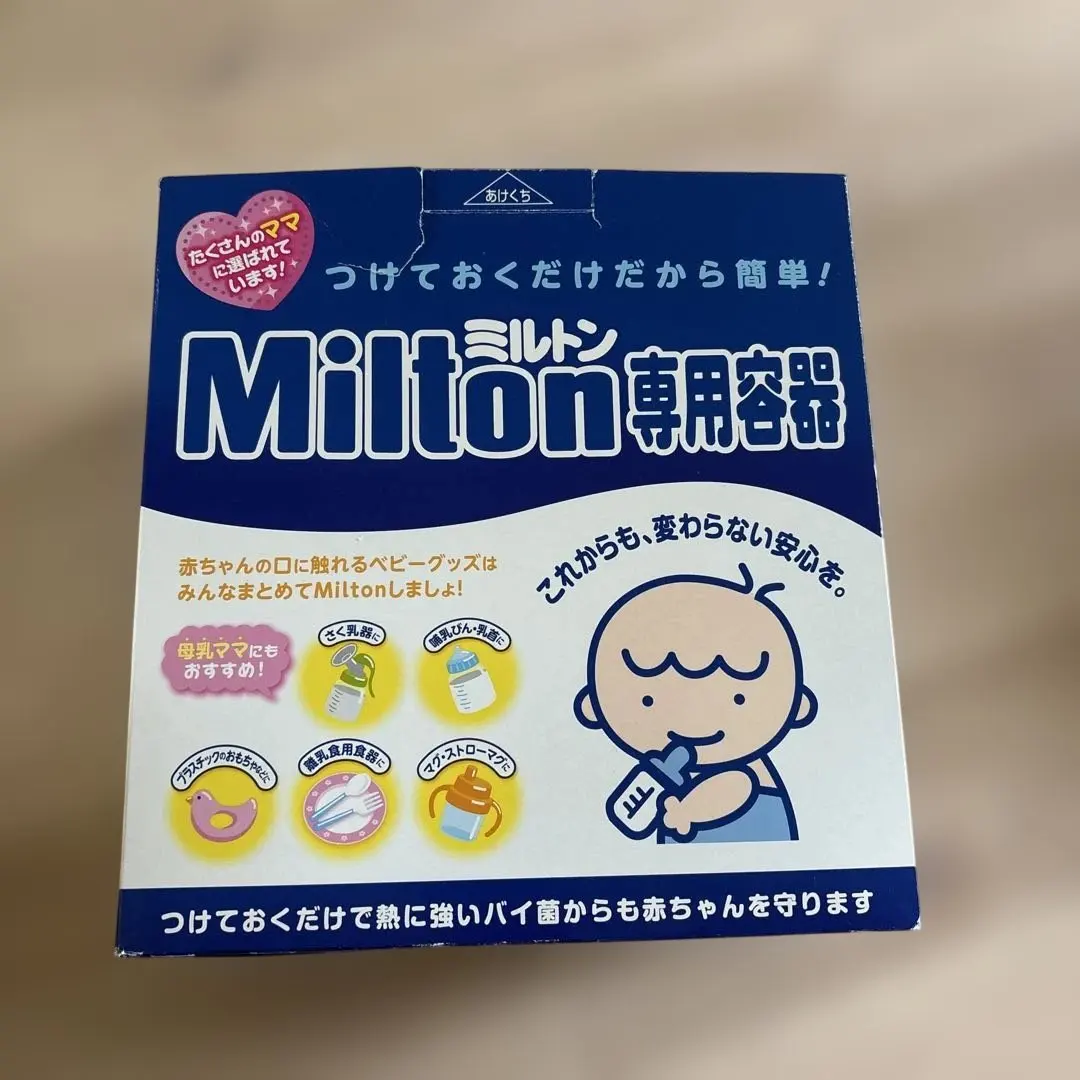 あけくち
たくさんのママ
に選ばれて
います!
つけておくだけだから簡単!
ミルトン
Milton専用容器
これからも、変わらない安心を。
赤ちゃんの口に触れるベビーグッズは
みんなまとめてMiltonしましょ!
母乳ママにも
おすすめ!
さく乳器に
哺乳びん・乳首に
プラスチックのおもちゃなどに
離乳食用食器に
マグ・ストローマグに
つけておくだけで熱に強いバイ菌からも赤ちゃんを守ります